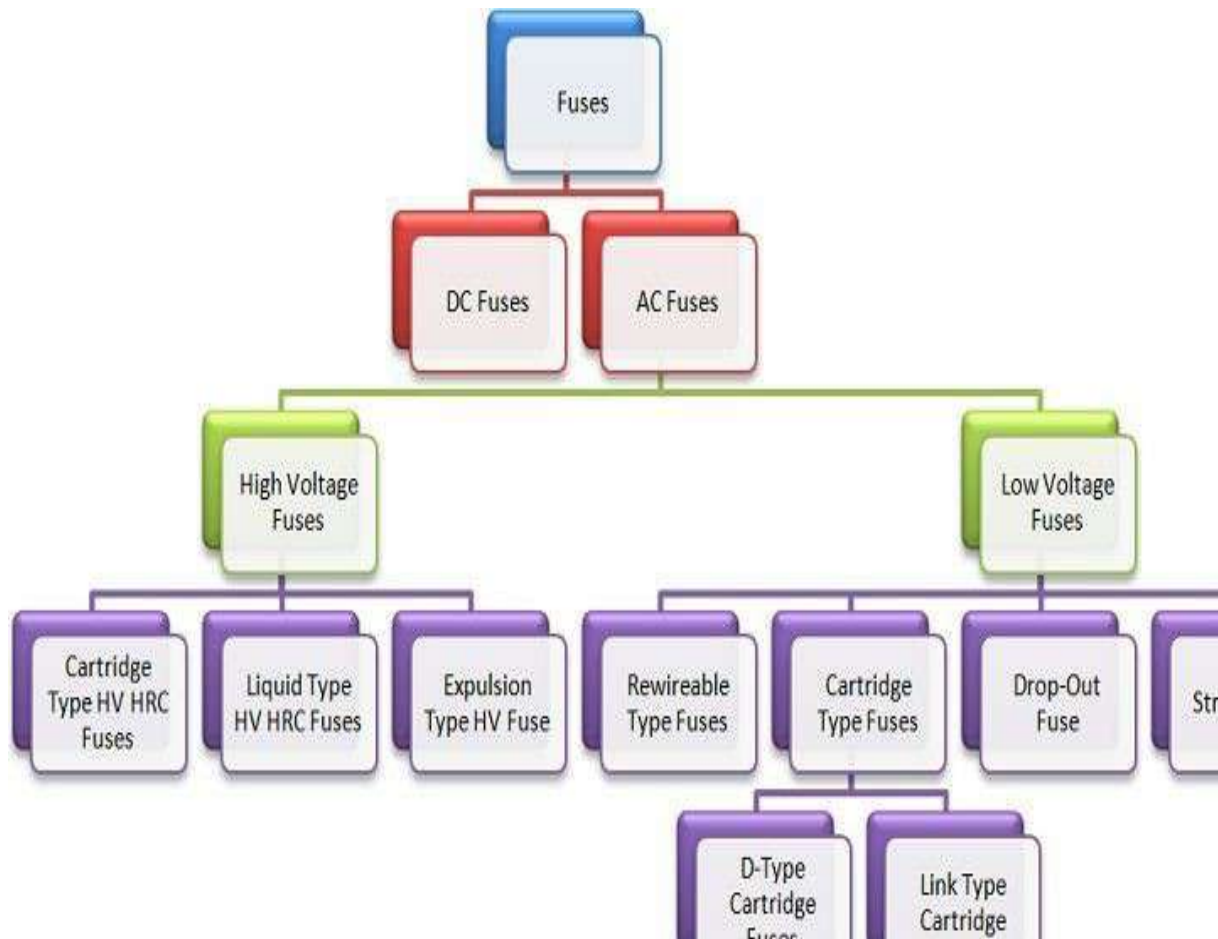 Fuses
DC Fuses
AC Fuses
High Voltage
Fuses
Low Voltage
Fuses
Cartridge
Type HV HRC
Fuses
Liquid Type
HV HRC Fuses
Expulsion
Type HV Fuse
Rewireable
Type Fuses
Cartridge
Type Fuses
Drop-Out
Fuse
Str
D-Type
Cartridge
Fuses
Link Type
Cartridge